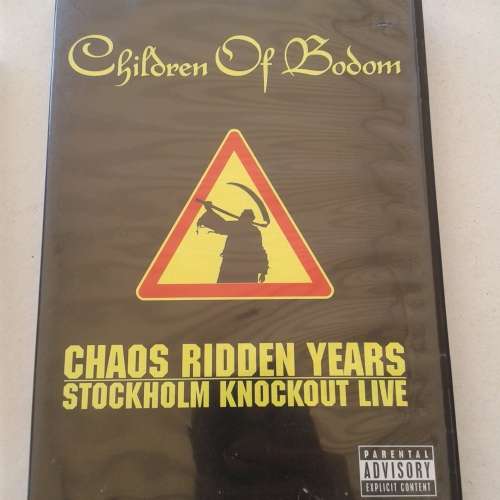 Children Of Bodom
CHAOS RIDDEN YEARS
STOCKHOLM KNOCKOUT LIVE
PARENTAL
ADVISORY
EXPLICIT CONTENT